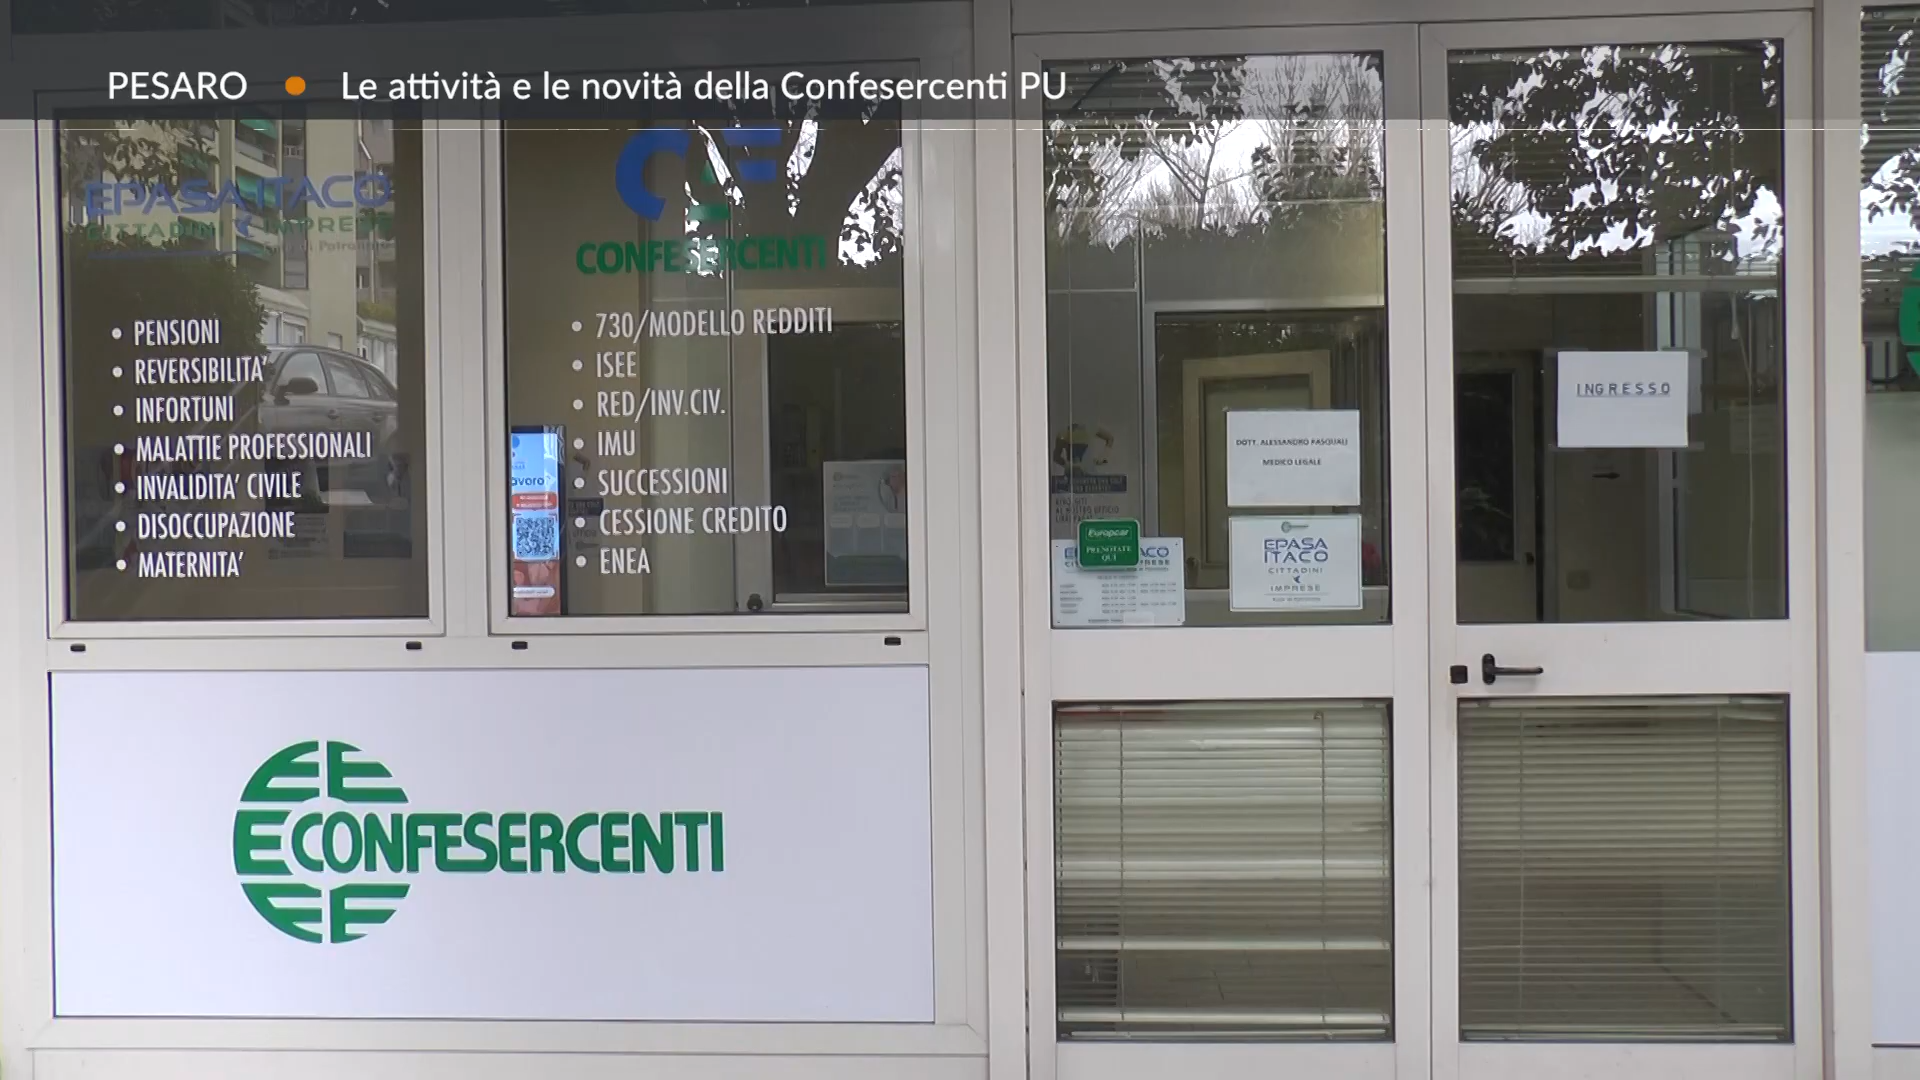 PESARO • Le attività e le novità della Confesercenti PU
EPASA ITACO
CITTADINI IMPRESE
• PENSIONI
• REVERSIBILITA'
• INFORTUNI
• MALATTIE PROFESSIONALI
• INVALIDITA' CIVILE
• DISOCCUPAZIONE
• MATERNITA'
CONFESERCENTI
• 730/MODELLO REDDITI
• ISEE
• RED/INV.CIV.
• IMU
• SUCCESSIONI
• CESSIONE CREDITO
• ENEA
avoro
CONFESERCENTI
DOTT. ALESSANDRO PASQUALI
MEDICO LEGALE
Europcar
PRENOTATE
QUI
EPASA
ITACO
CITTADINI
IMPRESE
INGRESSO